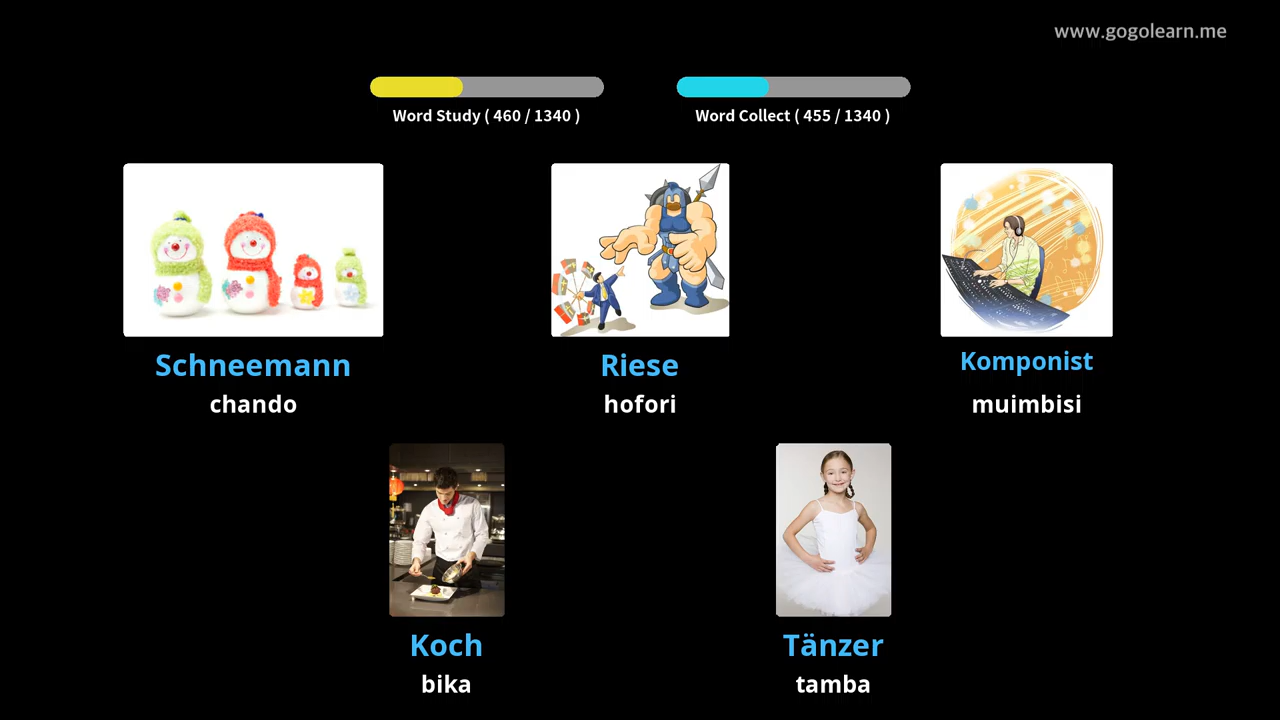 www.gogolearn.me
Word Study ( 460 / 1340 )
Word Collect ( 455 / 1340 )
Schneemann
chando
Riese
hofori
Komponist
muimbisi
Koch
bika
Tänzer
tamba